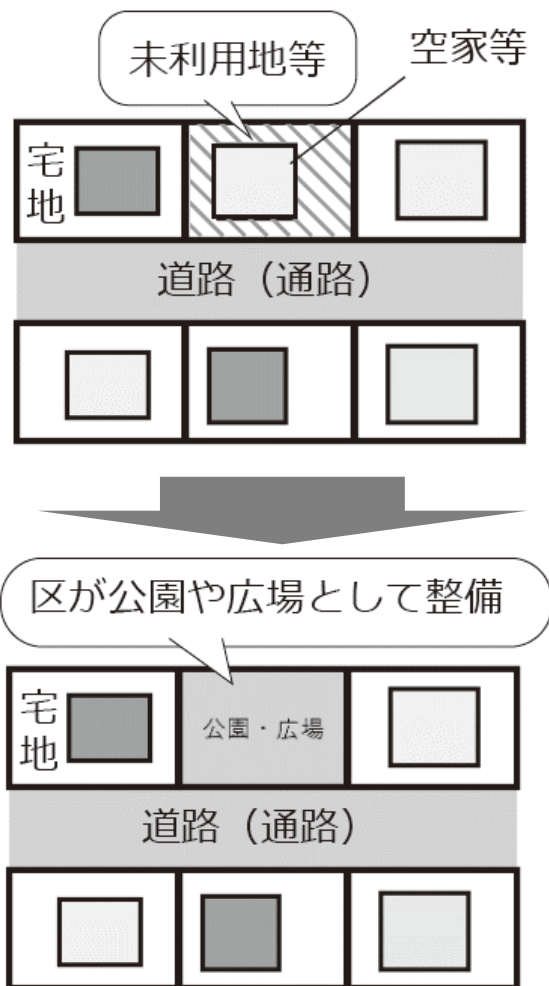 未利用地等
空家等
宅地
道路（通路）
区が公園や広場として整備
宅地
公園・広場
道路（通路）